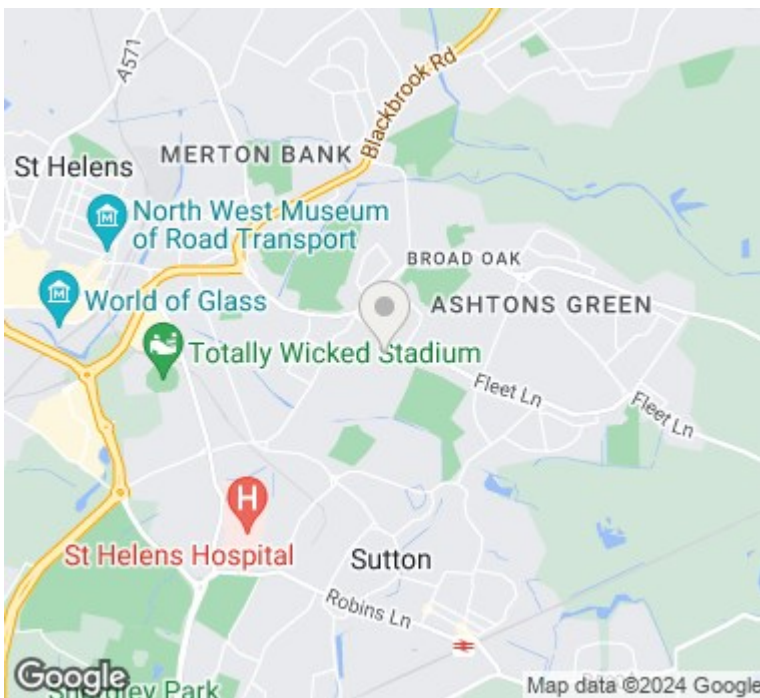 A571
Blackbrook Rd
MERTON BANK
St Helens
North West Museum
of Road Transport
BROAD OAK
World of Glass
ASHTONS GREEN
Totally Wicked Stadium
Fleet Ln
Fleet Ln
H
St Helens Hospital
Sutton
Robins Ln
Google
Park
Map data ©2024 Google